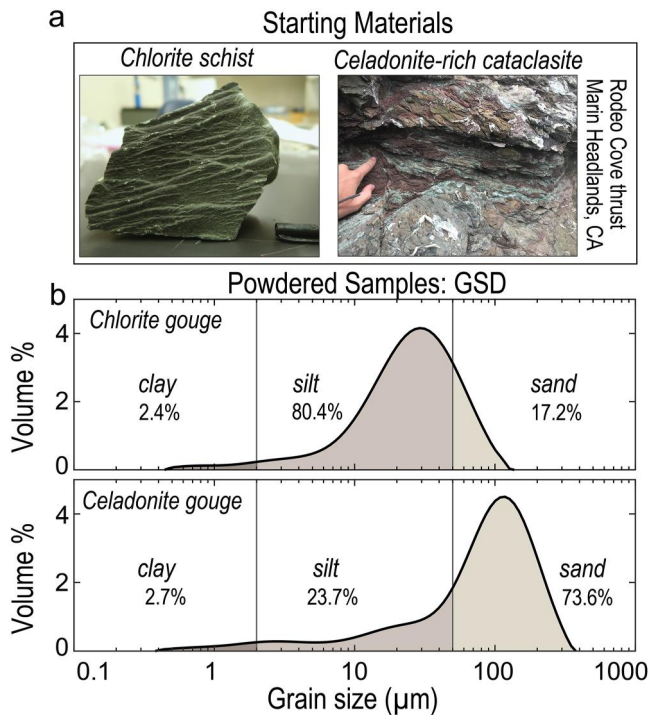 a
Starting Materials
Chlorite schist
Celadonite-rich cataclasite
Rodeo Cove thrust
Marin Headlands, CA
b
Powdered Samples: GSD
Chlorite gouge
clay
2.4%
silt
80.4%
sand
17.2%
Volume %
4
2
0
Celadonite gouge
clay
2.7%
silt
23.7%
sand
73.6%
Volume %
4
2
0
0.1 1 10 100 1000
Grain size (µm)